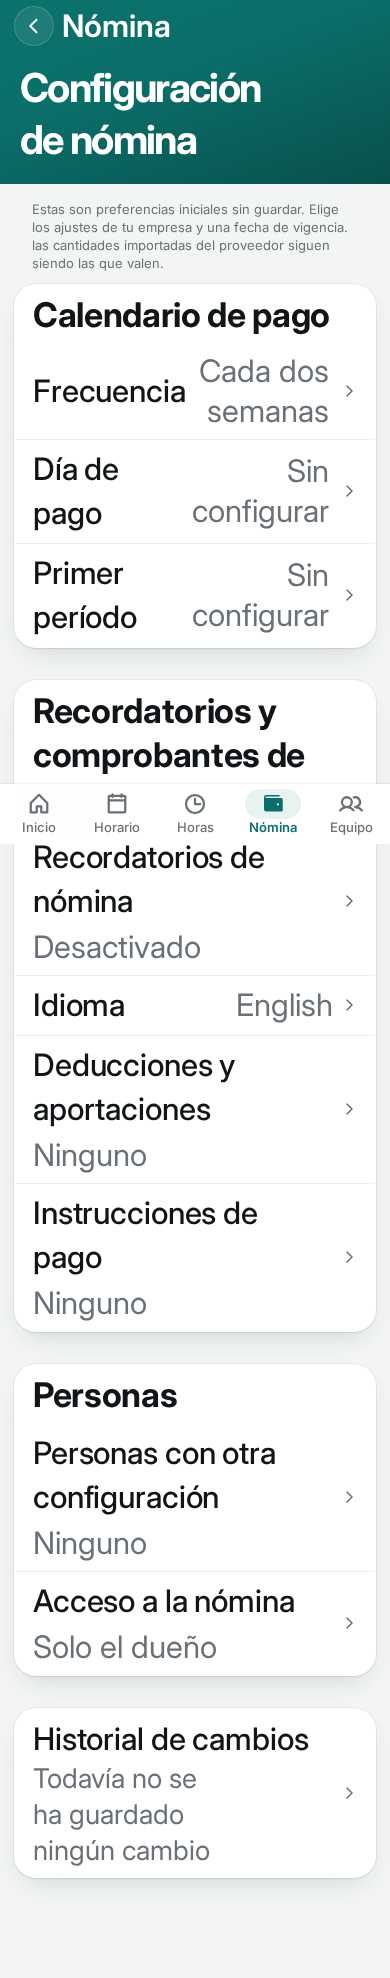 Nómina
Configuración
de nómina
Estas son preferencias iniciales sin guardar. Elige
los ajustes de tu empresa y una fecha de vigencia.
las cantidades importadas del proveedor siguen
siendo las que valen.
Calendario de pago
Frecuencia
Cada dos
semanas
Día de
pago
Sin
configurar
Primer
período
Sin
configurar
Recordatorios y
comprobantes de
Inicio
Horario
Horas
Nómina
Equipo
Recordatorios de
nómina
Desactivado
Idioma
English
Deducciones y
aportaciones
Ninguno
Instrucciones de
pago
Ninguno
Personas
Personas con otra
configuración
Ninguno
Acceso a la nómina
Solo el dueño
Historial de cambios
Todavía no se
ha guardado
ningún cambio